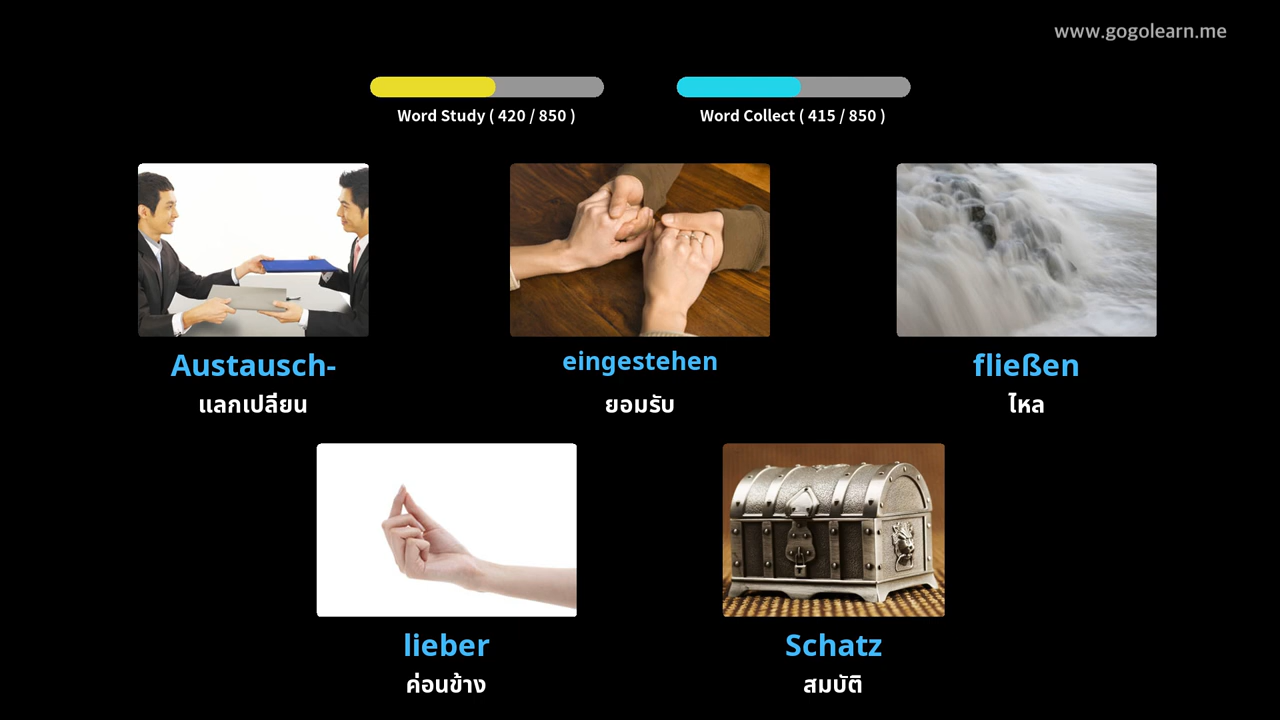 www.gogolearn.me
Word Study ( 420 / 850 )
Word Collect ( 415 / 850 )
Austausch-
แลกเปลี่ยน
eingestehen
ยอมรับ
fließen
ไหล
lieber
ค่อนข้าง
Schatz
สมบัติ